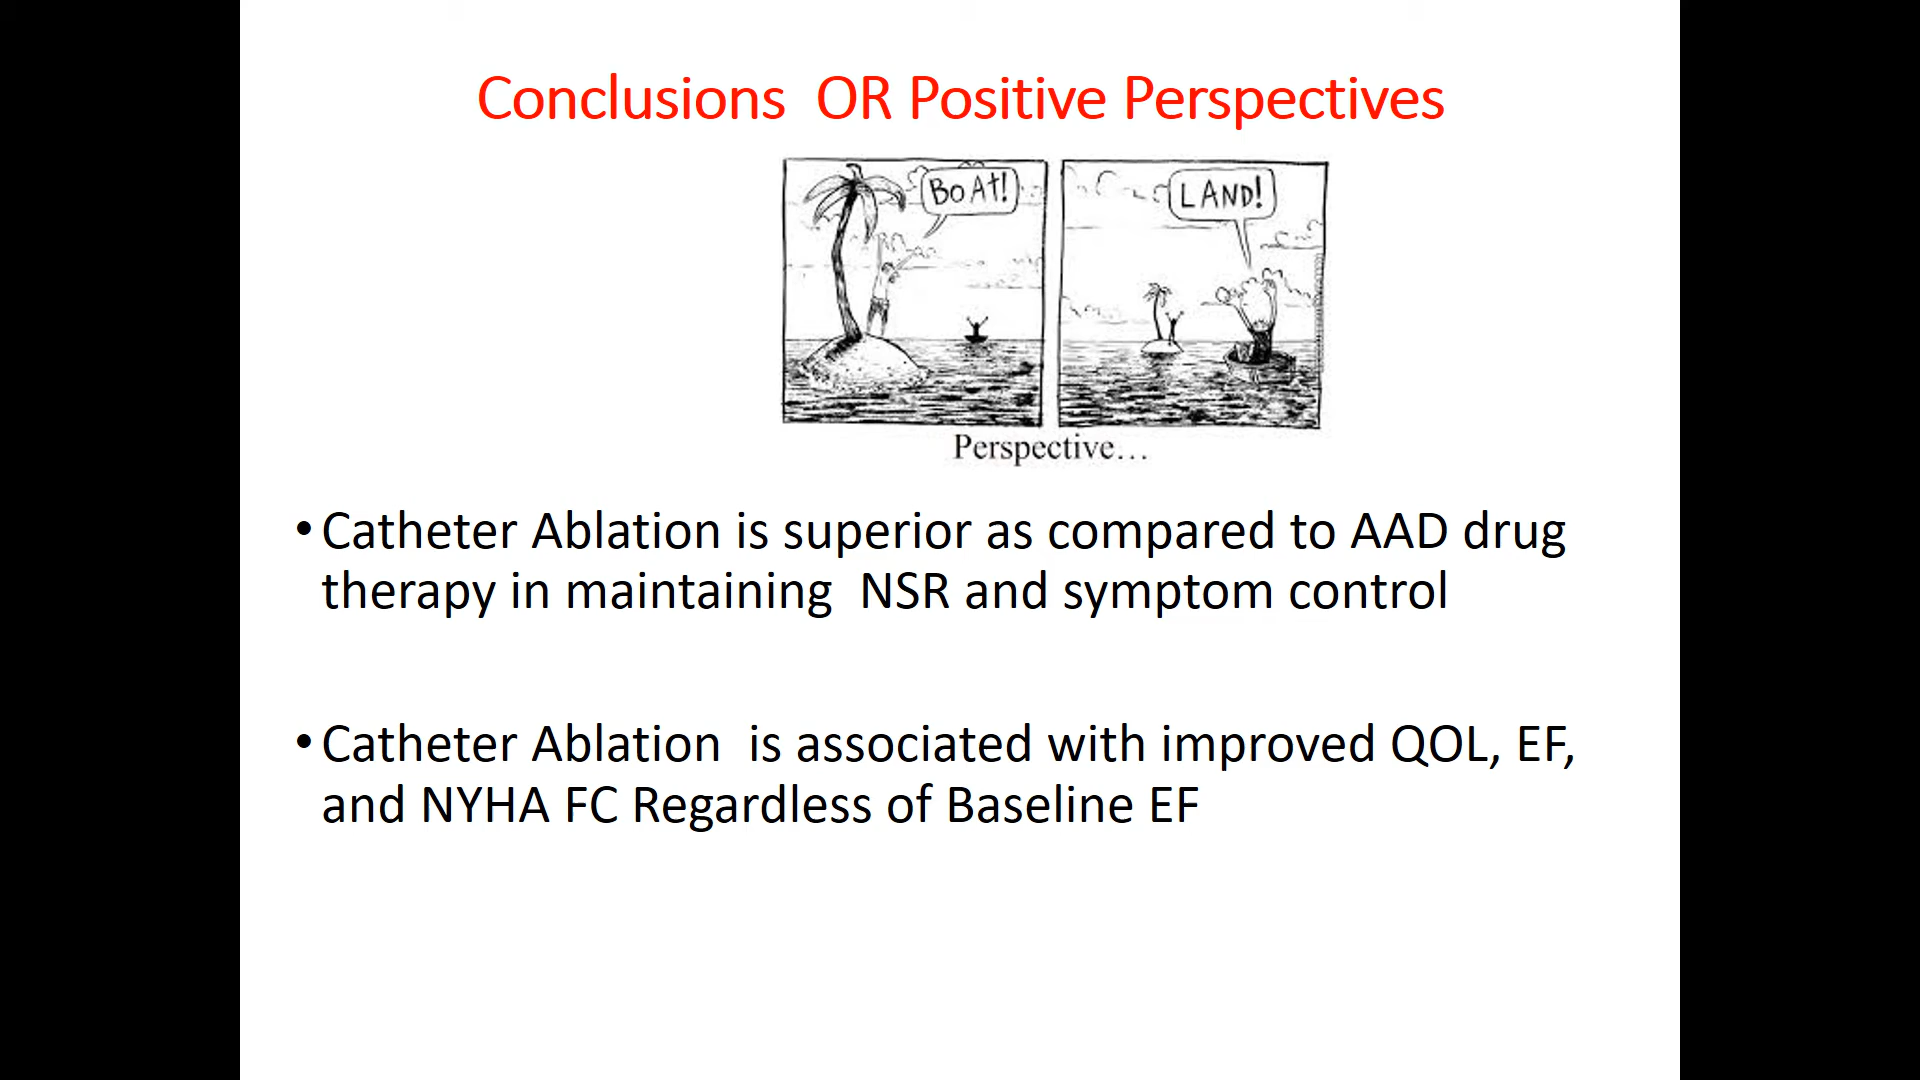 Conclusions  OR Positive Perspectives
BOAt!
LAND!
Perspective...
• Catheter Ablation is superior as compared to AAD drug
therapy in maintaining  NSR and symptom control
• Catheter Ablation  is associated with improved QOL, EF,
and NYHA FC Regardless of Baseline EF